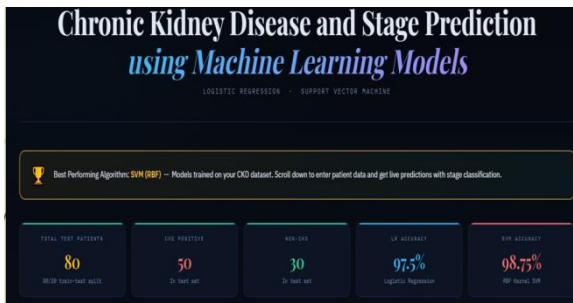 Chronic Kidney Disease and Stage Prediction
using Machine Learning Models
LOGISTIC REGRESSION · SUPPORT VECTOR MACHINE
Best Performing Algorithm: SVM (RBF) — Models trained on your CKD dataset. Scroll down to enter patient data and get live predictions with stage classification.
TOTAL TEST PATIENTS
80
80/20 train-test split
CKD POSITIVE
50
In test set
NON-CKD
30
In test set
LR ACCURACY
97.5%
Logistic Regression
SVM ACCURACY
98.75%
RBF Kernel SVM